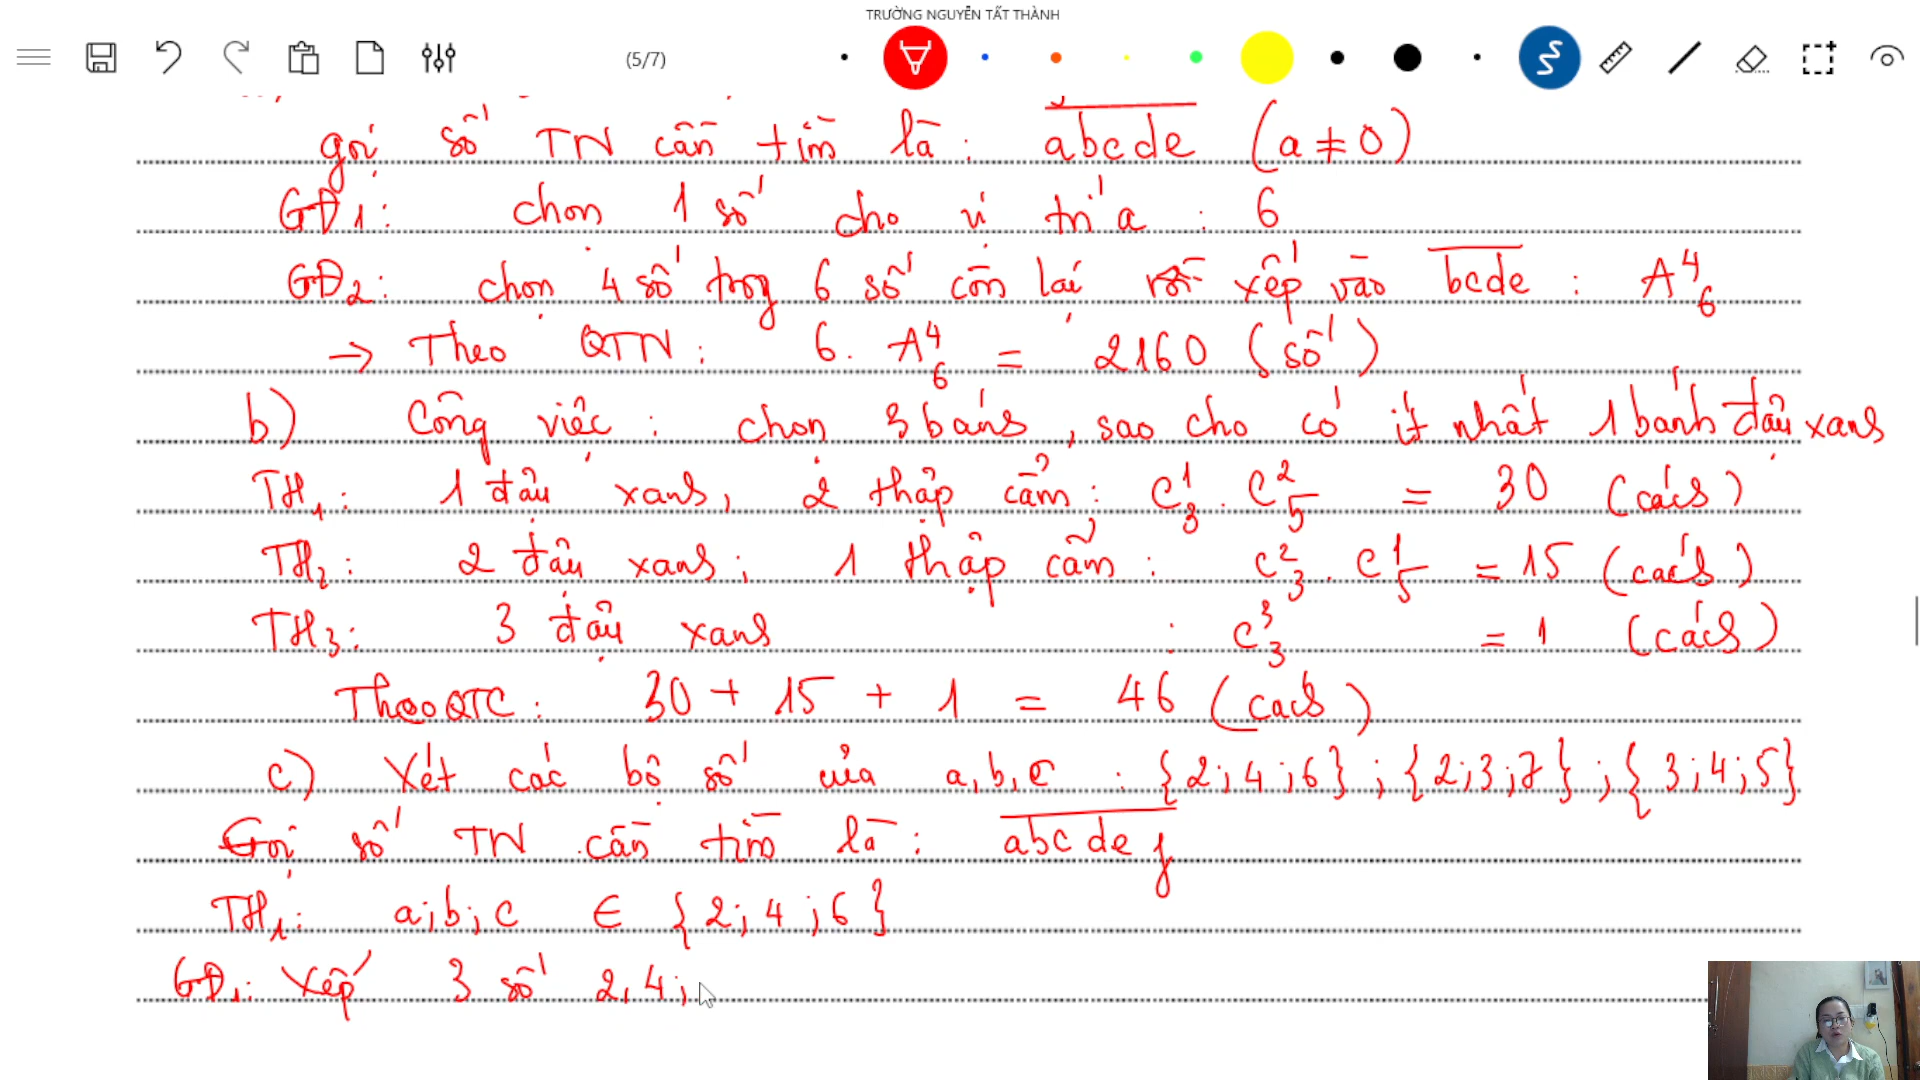 TRƯỜNG NGUYỄN TẤT THÀNH
(5/7)
gọi số TN cần tìm là : abcde (a ≠ 0)
GĐ1: chọn 1 số cho vị trí a : 6
GĐ2: chọn 4 số trong 6 số còn lại rồi xếp vào bcde : A⁴₆
→ Theo QTN : 6. A⁴₆ = 2160 (số)
b) Công việc : chọn 3 bánh, sao cho có ít nhất 1 bánh đậu xanh
TH₁: 1 đậu xanh, 2 thập cẩm : C¹₃ . C²₅ = 30 (cách)
TH₂: 2 đậu xanh; 1 thập cẩm : C²₃ . C¹₅ = 15 (cách)
TH₃: 3 đậu xanh : C³₃ = 1 (cách)
Theo QTC : 30 + 15 + 1 = 46 (cách)
c) Xét các bộ số của a,b,c : {2;4;6} ; {2;3;7} ; {3;4;5}
Gọi số TN cần tìm là : abcdef
TH₁: a;b;c ∈ {2;4;6}
GĐ₁: Xếp 3 số 2,4;